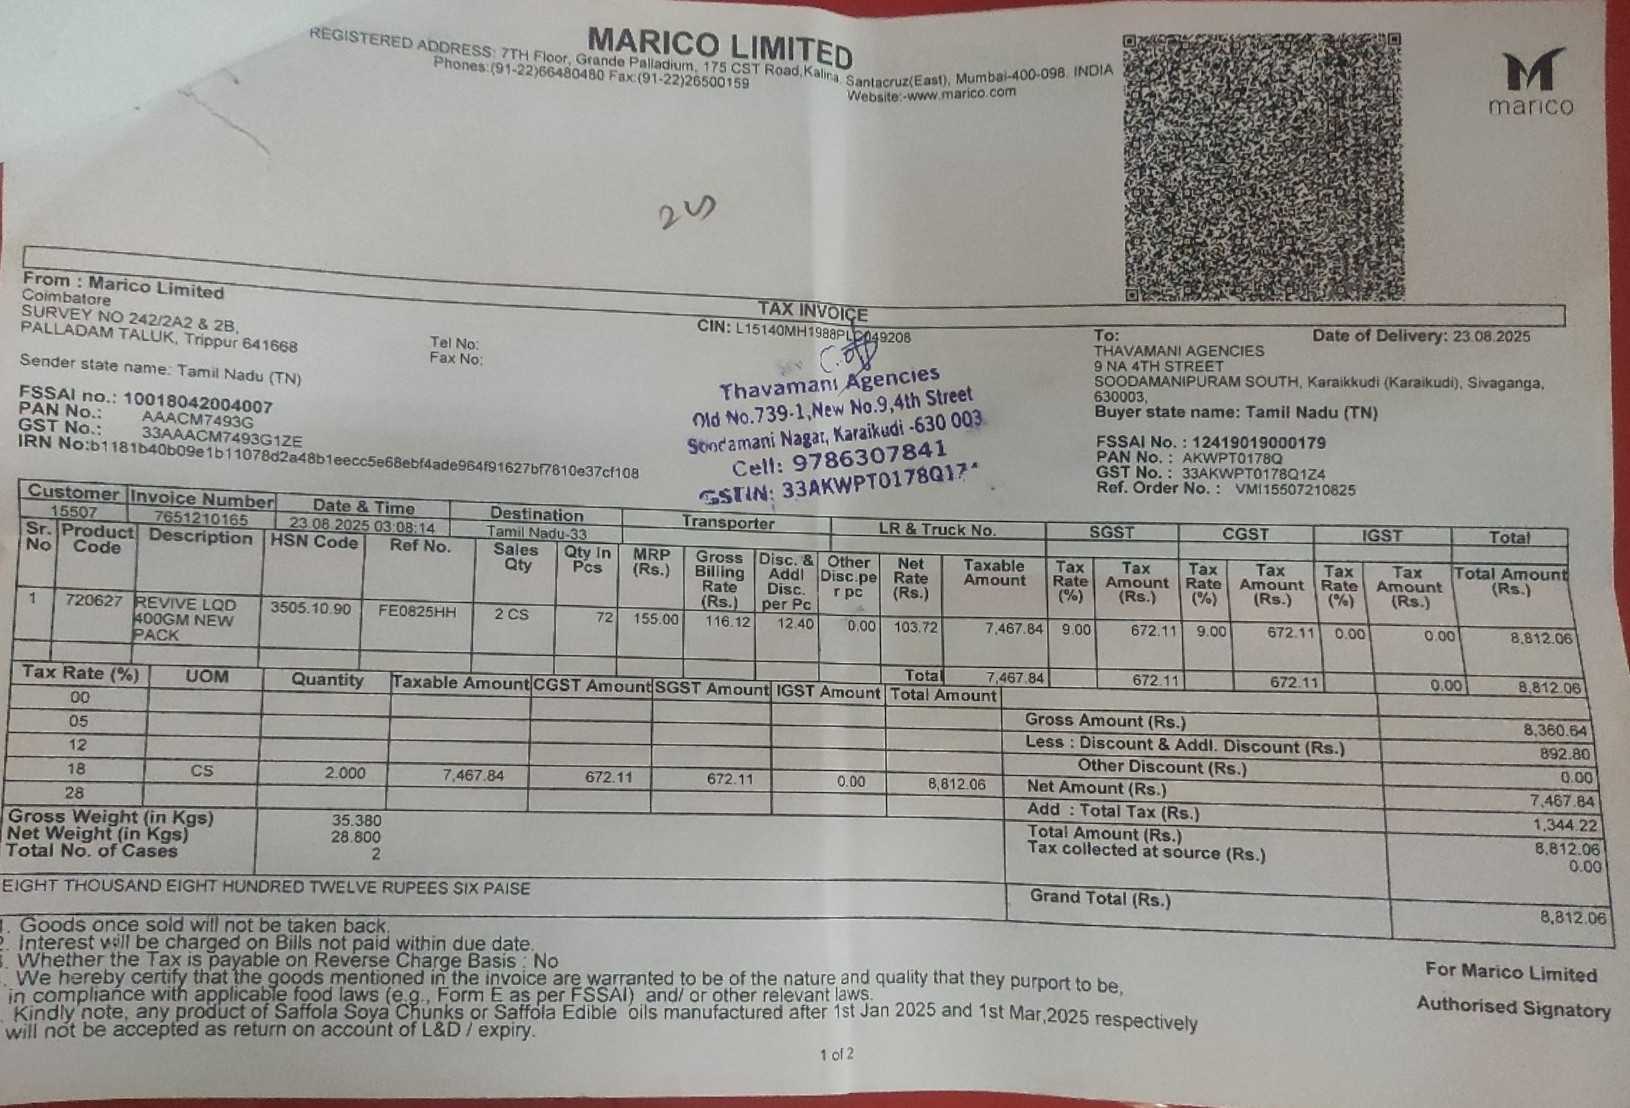 MARICO LIMITED
REGISTERED ADDRESS: 7TH Floor, Grande Palladium, 175 CST Road,Kalina, Santacruz(East), Mumbai-400-098. INDIA
Phones:(91-22)66480480 Fax:(91-22)26500159
Website:-www.marico.com
marico
TAX INVOICE
CIN: L15140MH1988PLC049208
From : Marico Limited
Coimbatore
SURVEY NO 242/2A2 & 2B,
PALLADAM TALUK, Trippur 641668
Tel No:
Fax No:
Sender state name: Tamil Nadu (TN)
FSSAI no.: 10018042004007
PAN No.: AAACM7493G
GST No.: 33AAACM7493G1ZE
IRN No:b1181b40b09e1b11078d2a48b1eecc5e68ebf4ade964f91627bf7610e37cf108
Thavamani Agencies
Old No.739-1,New No.9,4th Street
Soodamani Nagar, Karaikudi -630 003
Cell: 9786307841
GSTIN: 33AKWPT0178Q1Z4
To: Date of Delivery: 23.08.2025
THAVAMANI AGENCIES
9 NA 4TH STREET
SOODAMANIPURAM SOUTH, Karaikkudi (Karaikudi), Sivaganga,
630003,
Buyer state name: Tamil Nadu (TN)
FSSAI No. : 12419019000179
PAN No. : AKWPT0178Q
GST No. : 33AKWPT0178Q1Z4
Ref. Order No. : VMI15507210825
Customer Invoice Number Date & Time Destination Transporter LR & Truck No. SGST CGST IGST Total
15507 7651210165 23.08.2025 03:08:14 Tamil Nadu-33
Sr. No Product Code Description HSN Code Ref No. Sales Qty Qty In Pcs MRP (Rs.) Gross Billing Rate (Rs.) Disc. & Addl Disc. per Pc Other Disc.pe r pc Net Rate (Rs.) Taxable Amount Tax Rate (%) Tax Amount (Rs.) Tax Rate (%) Tax Amount (Rs.) Tax Rate (%) Tax Amount (Rs.) Total Amount (Rs.)
1 720627 REVIVE LQD 400GM NEW PACK 3505.10.90 FE0825HH 2 CS 72 155.00 116.12 12.40 0.00 103.72 7,467.84 9.00 672.11 9.00 672.11 0.00 0.00 8,812.06
Total 7,467.84 672.11 672.11 0.00 8,812.06
Tax Rate (%) UOM Quantity Taxable Amount CGST Amount SGST Amount IGST Amount Total Amount
00
05
12
18 CS 2.000 7,467.84 672.11 672.11 0.00 8,812.06
28
Gross Amount (Rs.) 8,360.64
Less : Discount & Addl. Discount (Rs.) 892.80
Other Discount (Rs.) 0.00
Net Amount (Rs.) 7,467.84
Add : Total Tax (Rs.) 1,344.22
Total Amount (Rs.) 8,812.06
Tax collected at source (Rs.) 0.00
Grand Total (Rs.) 8,812.06
Gross Weight (in Kgs) 35.380
Net Weight (in Kgs) 28.800
Total No. of Cases 2
EIGHT THOUSAND EIGHT HUNDRED TWELVE RUPEES SIX PAISE
. Goods once sold will not be taken back.
. Interest will be charged on Bills not paid within due date.
. Whether the Tax is payable on Reverse Charge Basis : No
. We hereby certify that the goods mentioned in the invoice are warranted to be of the nature and quality that they purport to be,
in compliance with applicable food laws (e.g., Form E as per FSSAI) and/ or other relevant laws.
. Kindly note, any product of Saffola Soya Chunks or Saffola Edible oils manufactured after 1st Jan 2025 and 1st Mar,2025 respectively
will not be accepted as return on account of L&D / expiry.
For Marico Limited
Authorised Signatory
1 of 2